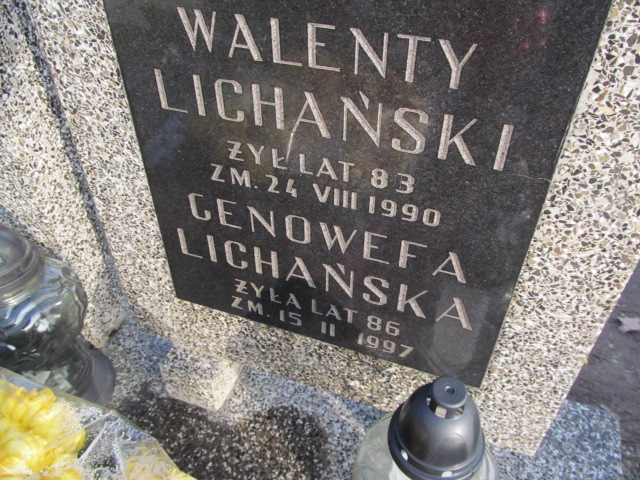 WALENTY
LICHAŃSKI
ŻYŁ LAT 83
ZM. 24 VIII 1990
GENOWEFA
LICHAŃSKA
ŻYŁA LAT 86
ZM. 15 II 1997